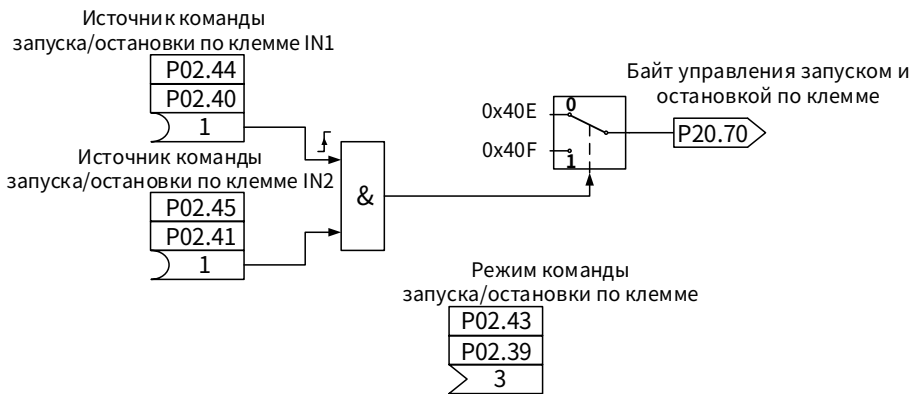 Источник команды
запуска/остановки по клемме IN1
P02.44
P02.40
1
Источник команды
запуска/остановки по клемме IN2
P02.45
P02.41
1
&
Байт управления запуском и
остановкой по клемме
0x40E
0
0x40F
1
P20.70
Режим команды
запуска/остановки по клемме
P02.43
P02.39
3